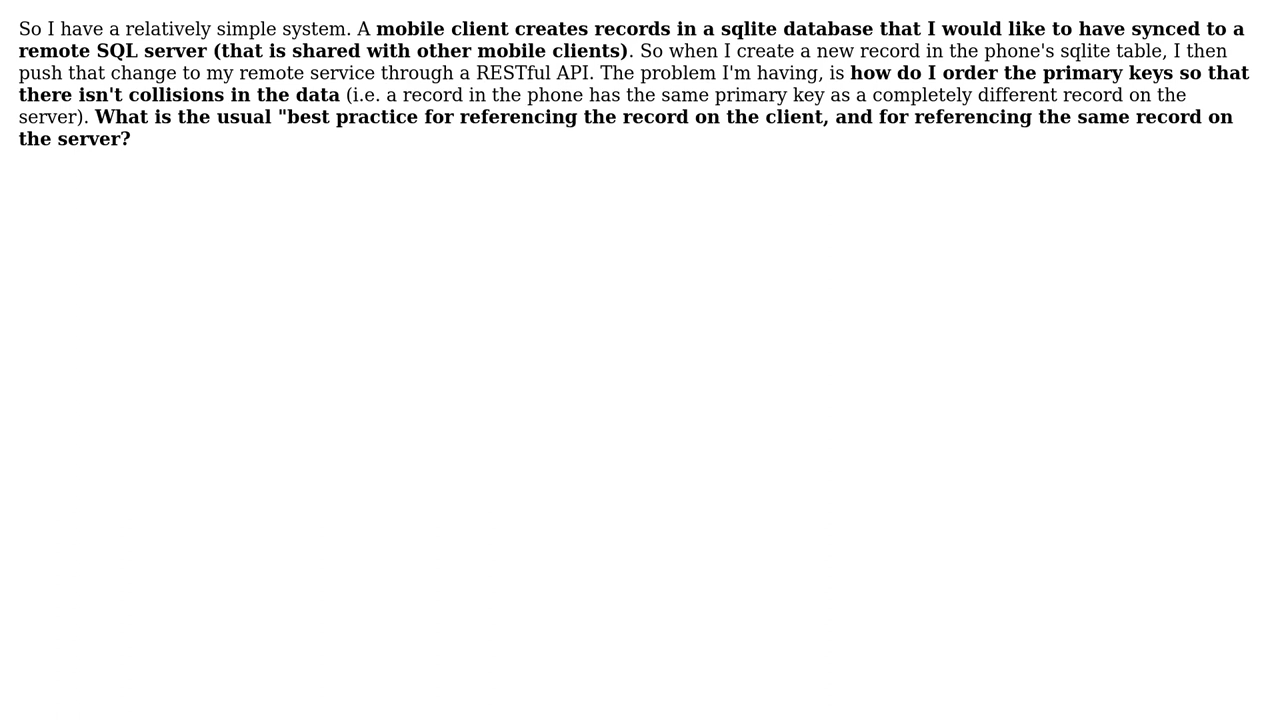 So I have a relatively simple system. A mobile client creates records in a sqlite database that I would like to have synced to a
remote SQL server (that is shared with other mobile clients). So when I create a new record in the phone's sqlite table, I then
push that change to my remote service through a RESTful API. The problem I'm having, is how do I order the primary keys so that
there isn't collisions in the data (i.e. a record in the phone has the same primary key as a completely different record on the
server). What is the usual "best practice for referencing the record on the client, and for referencing the same record on
the server?